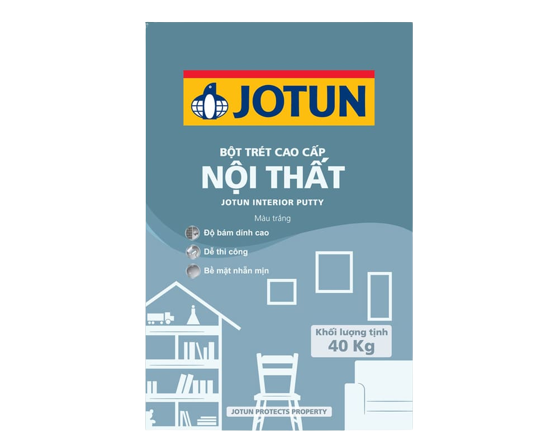 JOTUN
BỘT TRÉT CAO CẤP
NỘI THẤT
JOTUN INTERIOR PUTTY
Màu trắng
Độ bám dính cao
Dễ thi công
Bề mặt nhẵn mịn
Khối lượng tịnh
40 Kg
JOTUN PROTECTS PROPERTY